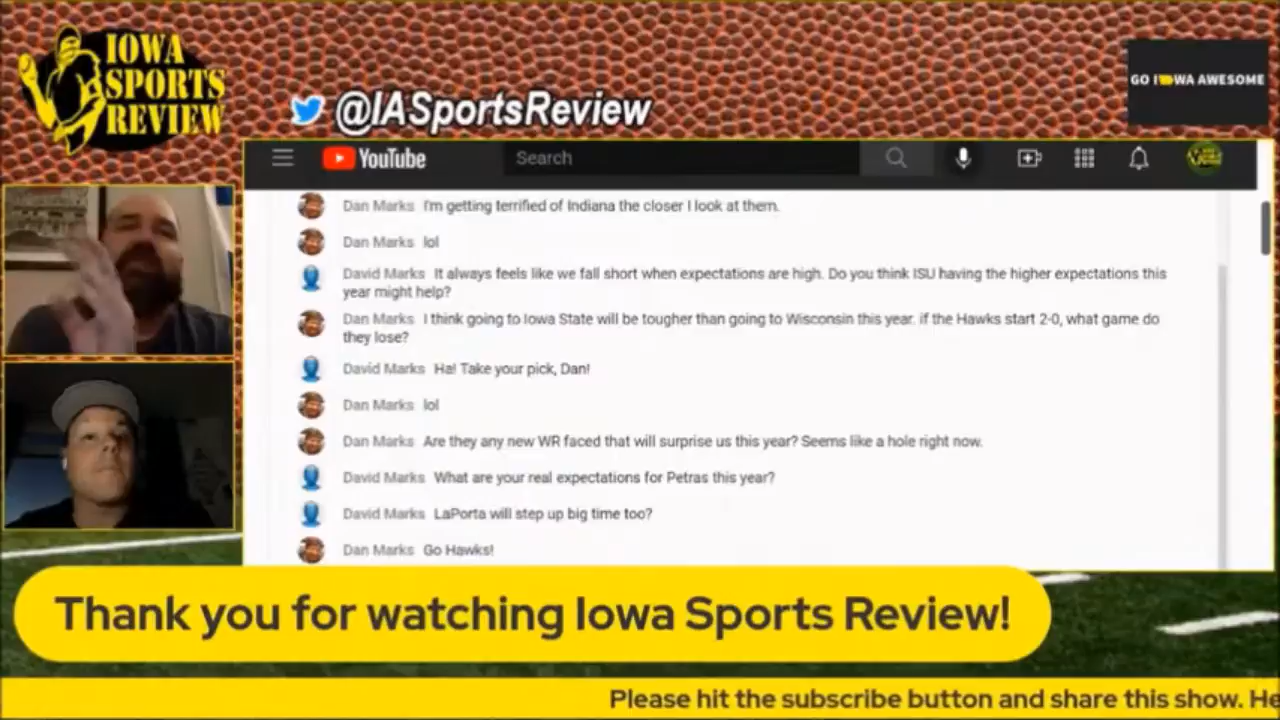 IOWA
SPORTS
REVIEW
@IASportsReview
GO IOWA AWESOME
YouTube
Search
Dan Marks I'm getting terrified of Indiana the closer I look at them.
Dan Marks lol
David Marks It always feels like we fall short when expectations are high. Do you think ISU having the higher expectations this
year might help?
Dan Marks I think going to Iowa State will be tougher than going to Wisconsin this year. if the Hawks start 2-0, what game do
they lose?
David Marks Ha! Take your pick, Dan!
Dan Marks lol
Dan Marks Are they any new WR faced that will surprise us this year? Seems like a hole right now.
David Marks What are your real expectations for Petras this year?
David Marks LaPorta will step up big time too?
Dan Marks Go Hawks!
Thank you for watching Iowa Sports Review!
Please hit the subscribe button and share this show. He